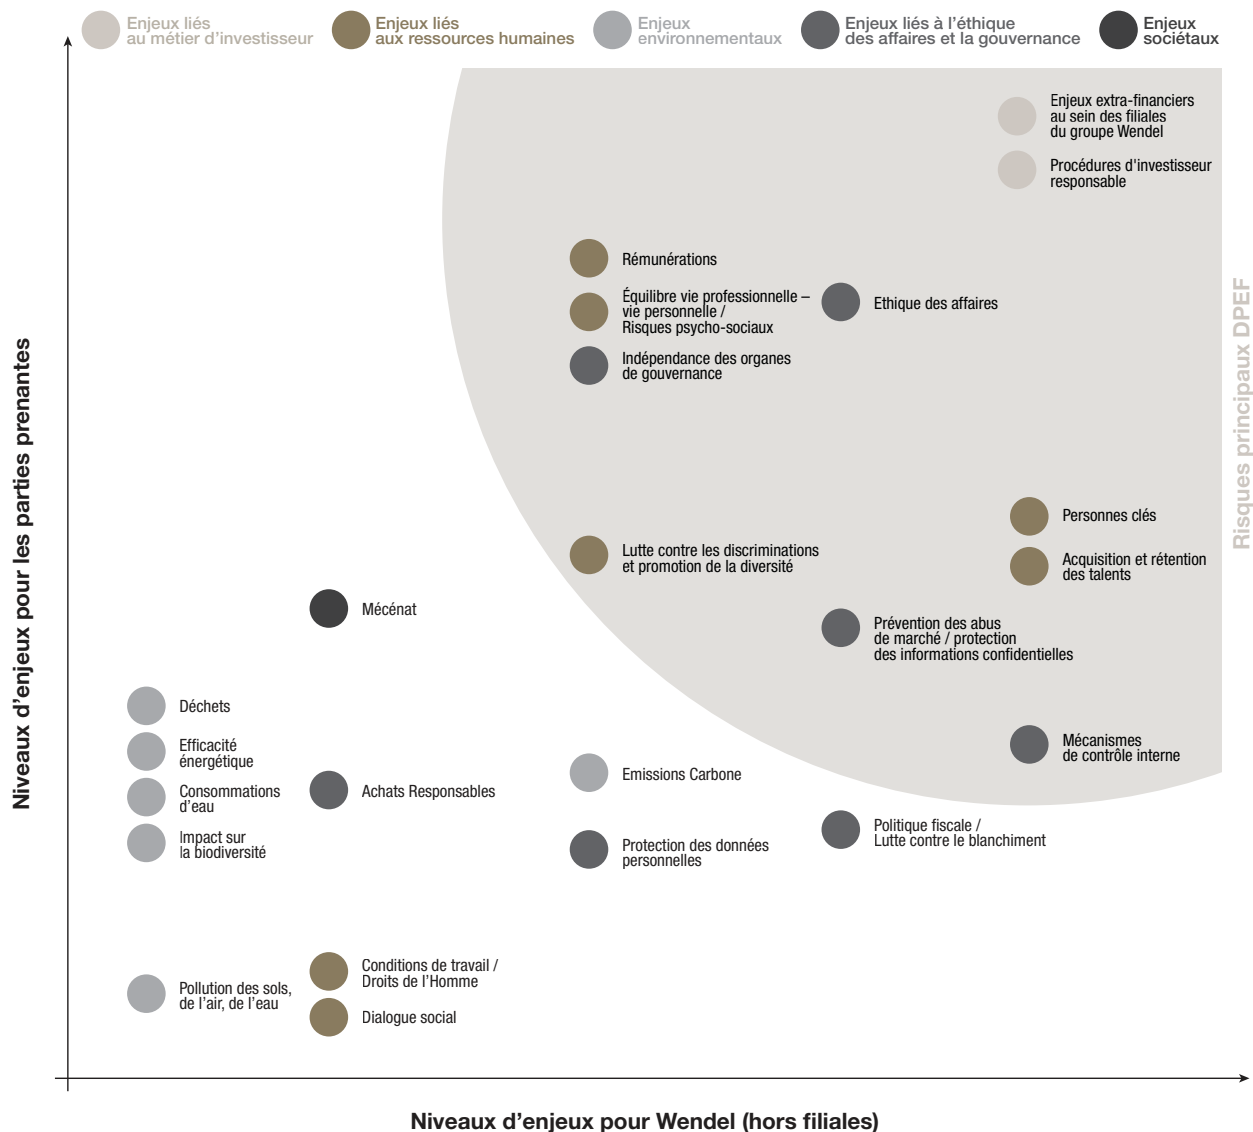 Enjeux liés
au métier d’investisseur
Enjeux liés
aux ressources humaines
Enjeux
environnementaux
Enjeux liés à l’éthique
des affaires et la gouvernance
Enjeux
sociétaux
Niveaux d’enjeu pour les parties prenantes
Enjeux extra-financiers
au sein des filiales
du groupe Wendel
Procédures d'investisseur
responsable
Rémunérations
Équilibre vie professionnelle –
vie personnelle /
Risques psycho-sociaux
Ethique des affaires
Indépendance des organes
de gouvernance
Risques principaux DPEF
Personnes clés
Lutte contre les discriminations
et promotion de la diversité
Acquisition et rétention
des talents
Mécénat
Prévention des abus
de marché / protection
des informations confidentielles
Déchets
Efficacité
énergétique
Mécanismes
de contrôle interne
Emissions Carbone
Consommations
d’eau
Achats Responsables
Impact sur
la biodiversité
Politique fiscale /
Lutte contre le blanchiment
Protection des données
personnelles
Conditions de travail /
Droits de l’Homme
Pollution des sols,
de l’air, de l’eau
Dialogue social
Niveaux d’enjeux pour Wendel (hors filiales)